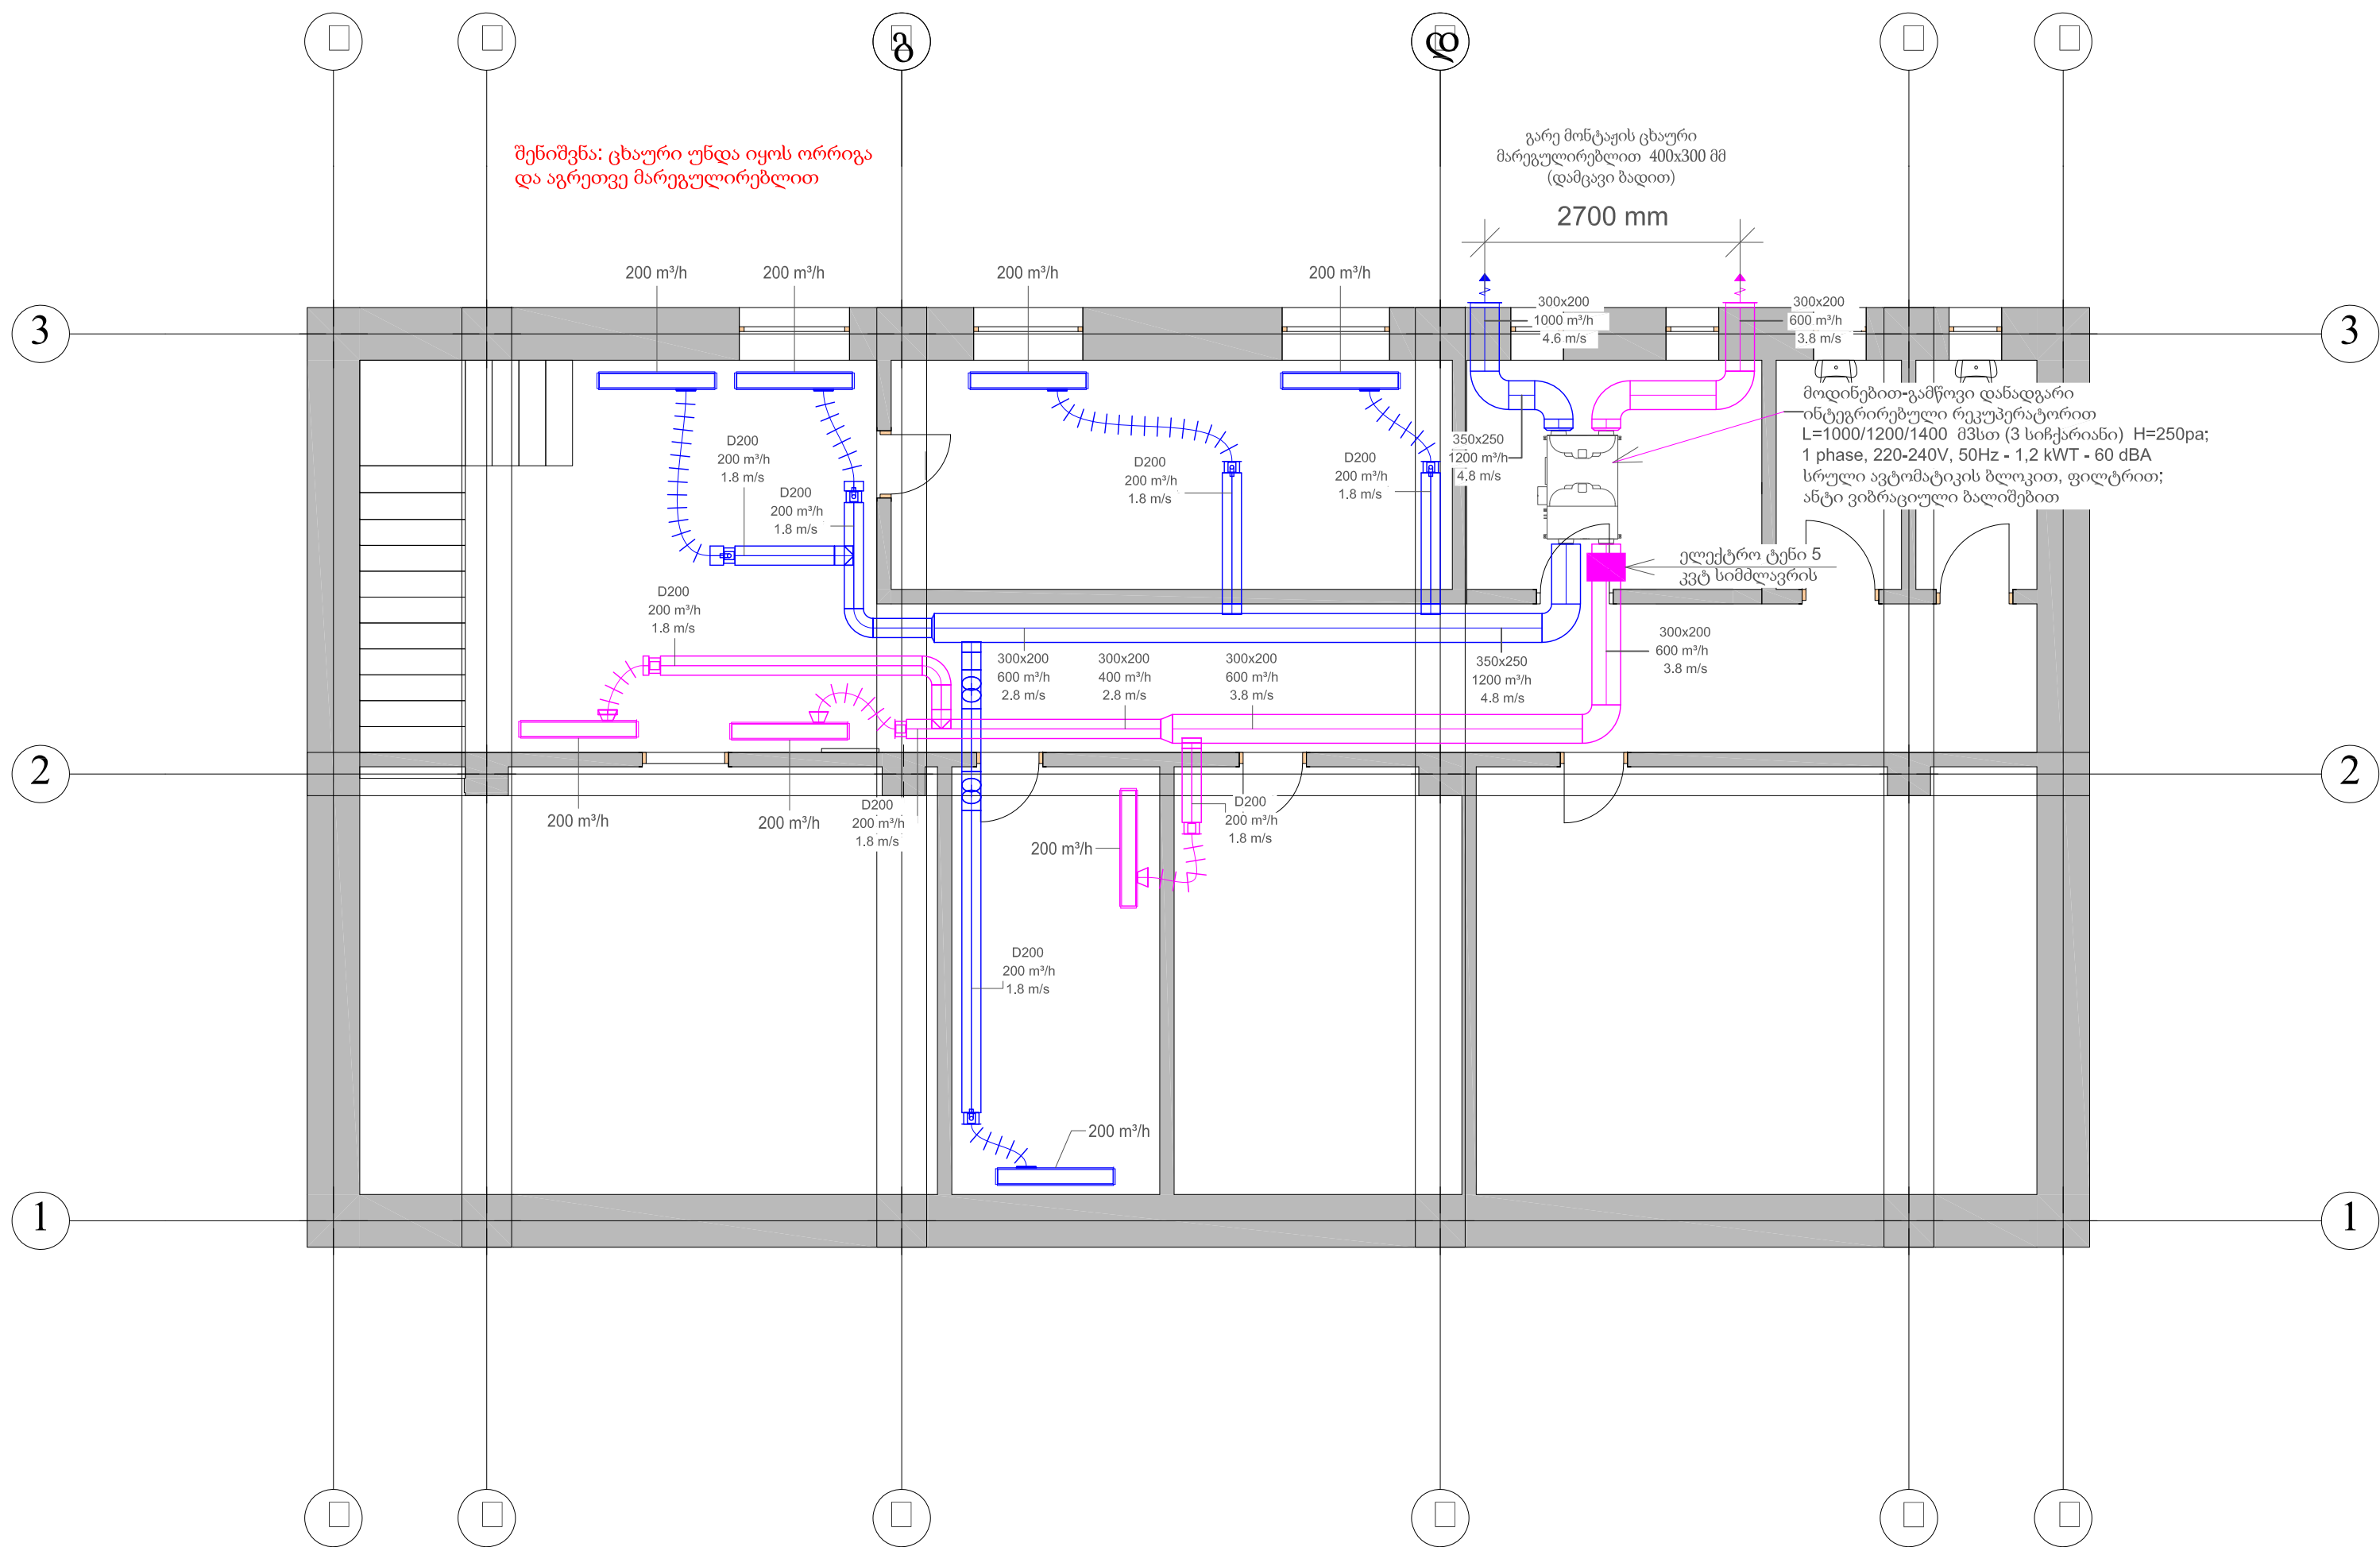 გ
დ
შენიშვნა: ცხაური უნდა იყოს ორრიგა
და აგრეთვე მარეგულირებლით
გარე მონტაჟის ცხაური
მარეგულირებლით 400x300 მმ
(დამცავი ბადით)
2700 mm
200 m³/h
200 m³/h
200 m³/h
200 m³/h
300x200
1000 m³/h
4.6 m/s
300x200
600 m³/h
3.8 m/s
3
3
მოდინებით-გამწოვი დანადგარი
ინტეგრირებული რეკუპერატორით
L=1000/1200/1400 მ3სთ (3 სიჩქარიანი) H=250pa;
1 phase, 220-240V, 50Hz - 1,2 kWT - 60 dBA
სრული ავტომატიკის ბლოკით, ფილტრით;
ანტი ვიბრაციული ბალიშებით
D200
200 m³/h
1.8 m/s
D200
200 m³/h
1.8 m/s
D200
200 m³/h
1.8 m/s
D200
200 m³/h
1.8 m/s
350x250
1200 m³/h
4.8 m/s
ელექტრო ტენი 5
კვტ სიმძლავრის
D200
200 m³/h
1.8 m/s
300x200
600 m³/h
2.8 m/s
300x200
400 m³/h
2.8 m/s
300x200
600 m³/h
3.8 m/s
350x250
1200 m³/h
4.8 m/s
300x200
600 m³/h
3.8 m/s
2
2
200 m³/h
200 m³/h
D200
200 m³/h
1.8 m/s
D200
200 m³/h
1.8 m/s
200 m³/h
D200
200 m³/h
1.8 m/s
200 m³/h
1
1